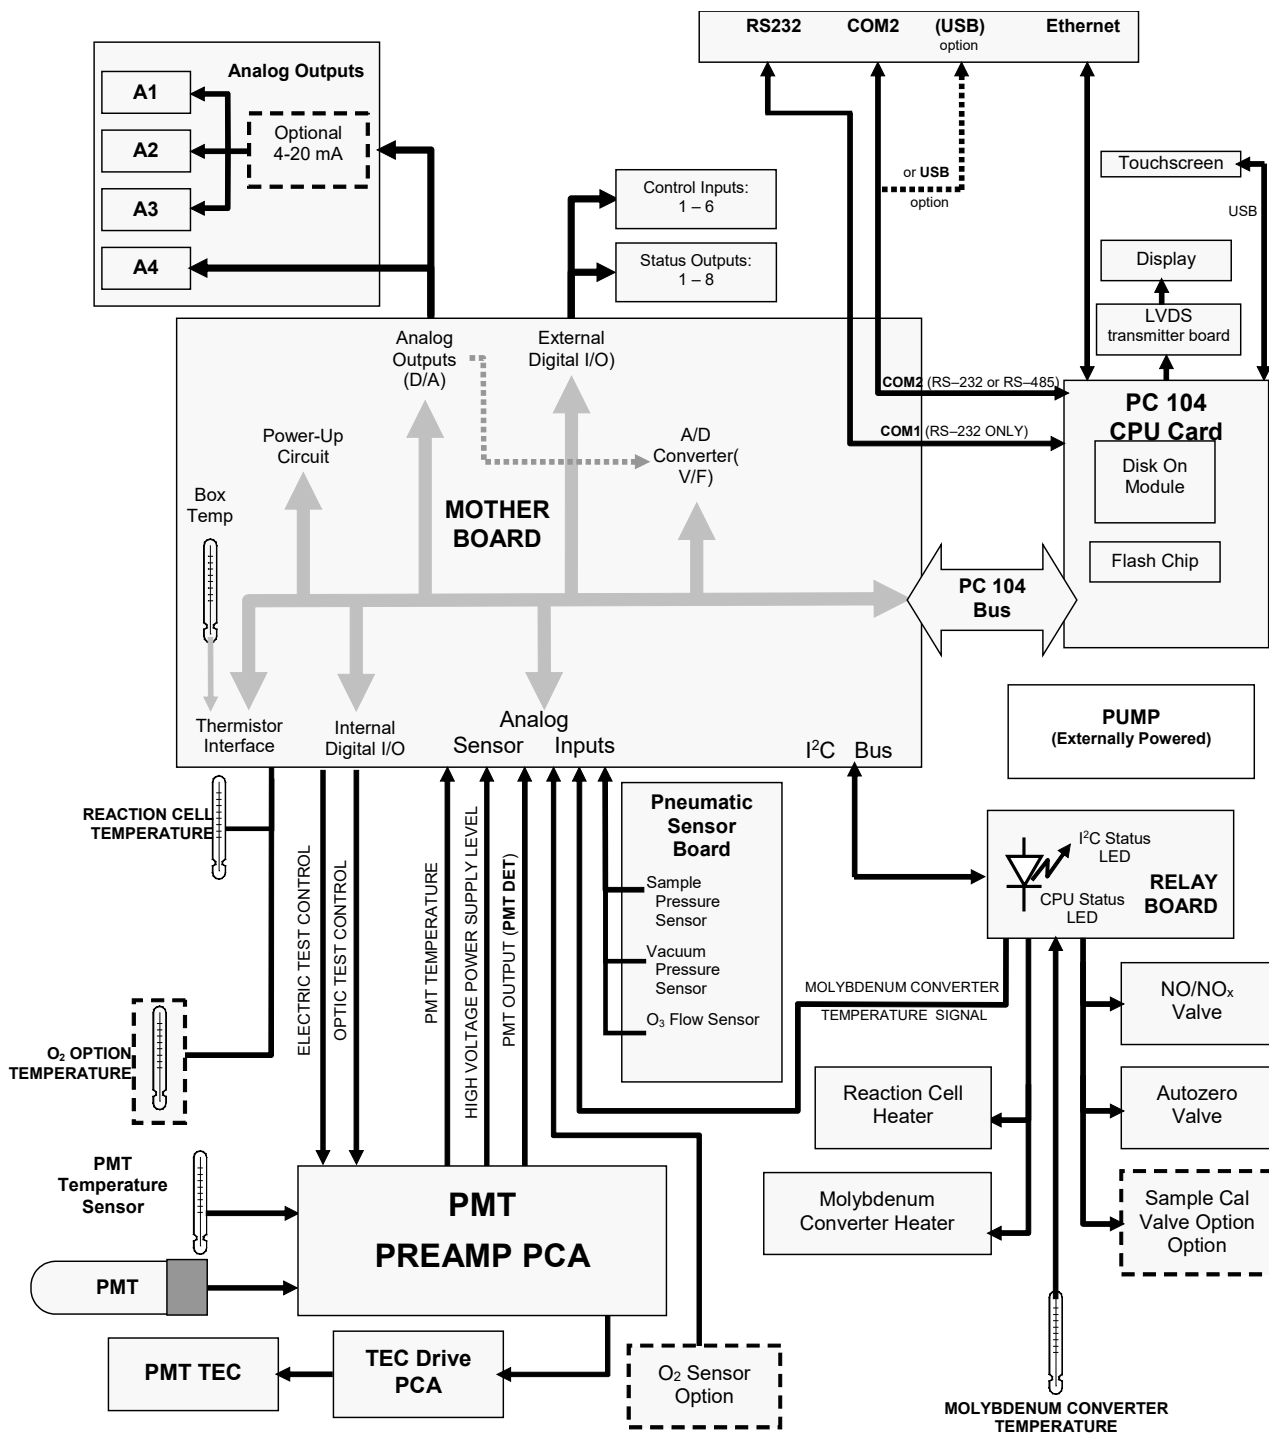 RS232 COM2 (USB) Ethernet
option
Analog Outputs
A1
A2
A3
A4
Optional
4-20 mA
Control Inputs:
1 – 6
Status Outputs:
1 – 8
or USB
option
Touchscreen
USB
Display
LVDS
transmitter board
Analog
Outputs
(D/A)
External
Digital I/O)
COM2 (RS–232 or RS–485)
COM1 (RS–232 ONLY)
PC 104
CPU Card
Disk On
Module
Flash Chip
Power-Up
Circuit
A/D
Converter(
V/F)
Box
Temp
MOTHER
BOARD
PC 104
Bus
Thermistor
Interface
Internal
Digital I/O
Analog
Sensor Inputs
I²C Bus
PUMP
(Externally Powered)
REACTION CELL
TEMPERATURE
ELECTRIC TEST CONTROL
OPTIC TEST CONTROL
PMT TEMPERATURE
HIGH VOLTAGE POWER SUPPLY LEVEL
PMT OUTPUT (PMT DET)
Pneumatic
Sensor
Board
Sample
Pressure
Sensor
Vacuum
Pressure
Sensor
O₃ Flow Sensor
I²C Status
LED
CPU Status
LED
RELAY
BOARD
MOLYBDENUM CONVERTER
TEMPERATURE SIGNAL
NO/NOₓ
Valve
Reaction Cell
Heater
Autozero
Valve
O₂ OPTION
TEMPERATURE
Molybdenum
Converter Heater
Sample Cal
Valve Option
Option
PMT
Temperature
Sensor
PMT
PMT
PREAMP PCA
PMT TEC
TEC Drive
PCA
O₂ Sensor
Option
MOLYBDENUM CONVERTER
TEMPERATURE